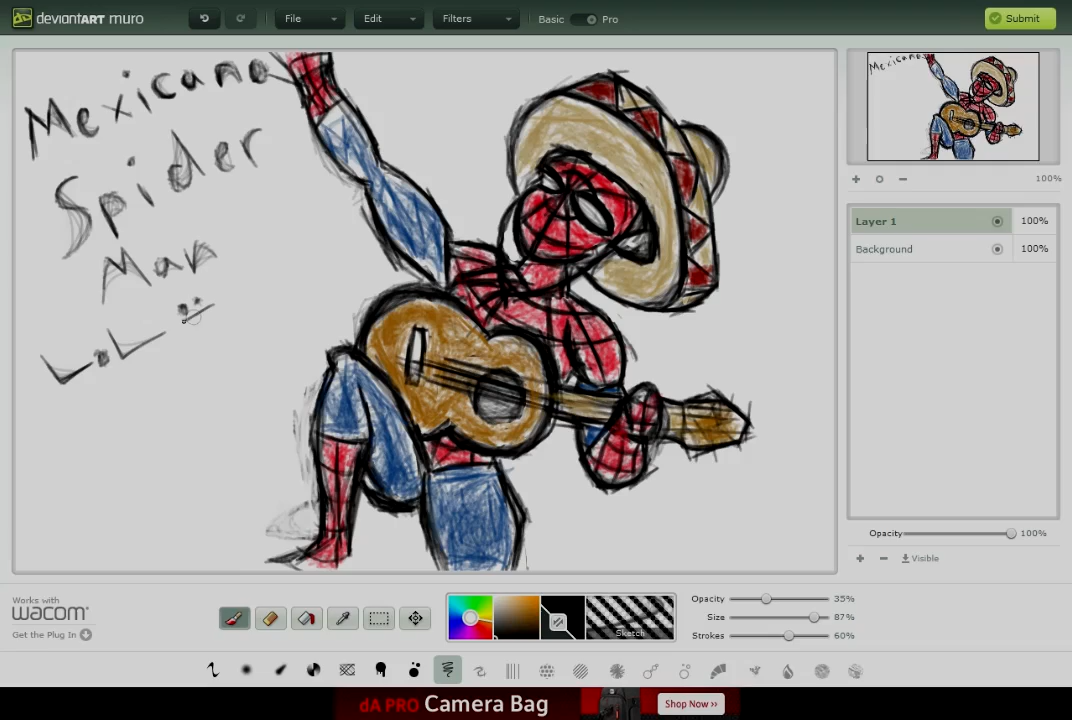 deviantART muro
File
Edit
Filters
Basic
Pro
Submit
Mexicano
Spider
Man
LoL
100%
Layer 1
100%
Background
100%
Opacity
100%
Visible
Works with
wacom
Get the Plug In
Sketch
Opacity
35%
Size
87%
Strokes
60%
dA PRO Camera Bag
Shop Now ››